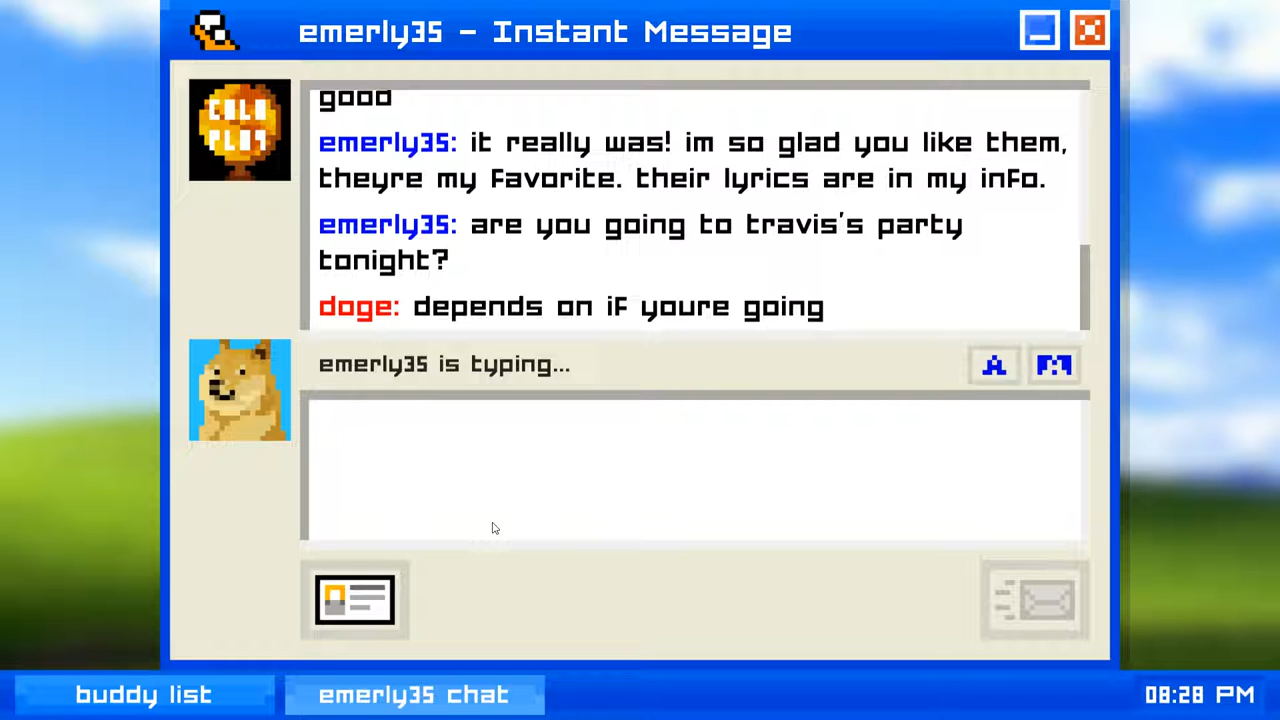 emerly35 - Instant Message
COLD
PLAY
good
emerly35: it really was! im so glad you like them,
theyre my favorite. their lyrics are in my info.
emerly35: are you going to travis's party
tonight?
doge: depends on if youre going
emerly35 is typing...
A
buddy list
emerly35 chat
08:28 PM